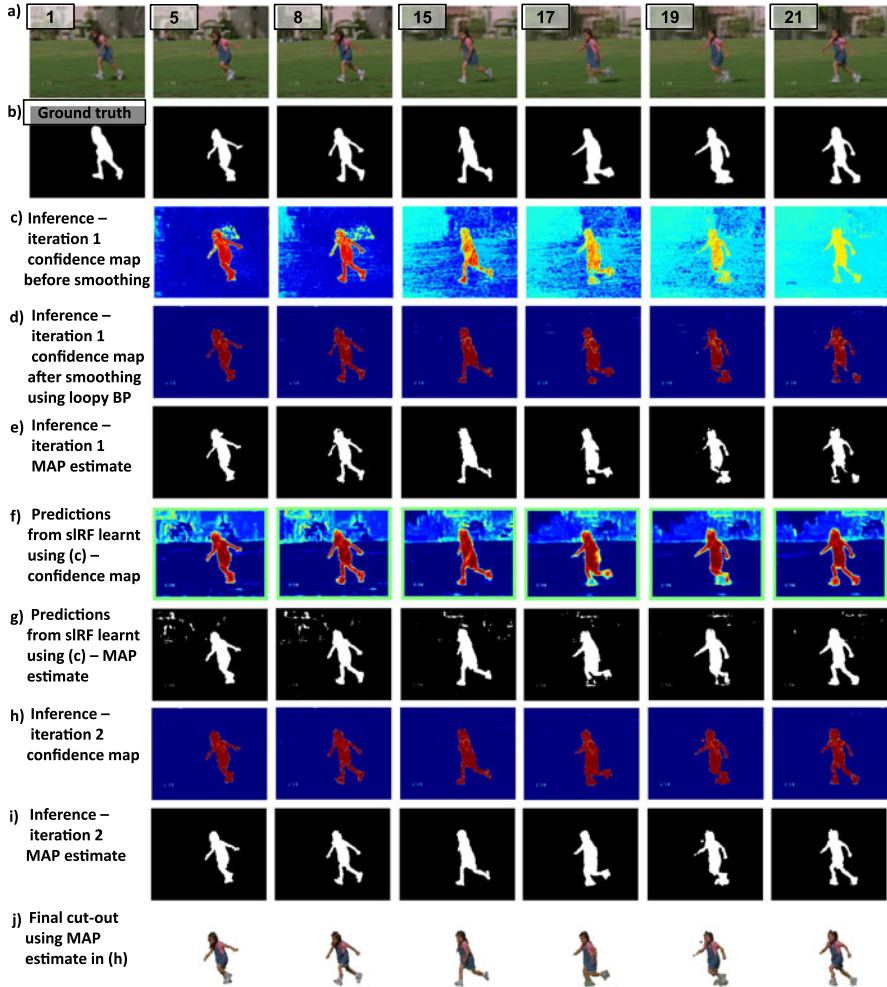 a)
1
5
8
15
17
19
21
b)
Ground truth
c) Inference –
iteration 1
confidence map
before smoothing
d) Inference –
iteration 1
confidence map
after smoothing
using loopy BP
e) Inference –
iteration 1
MAP estimate
f) Predictions
from slRF learnt
using (c) –
confidence map
g) Predictions
from slRF learnt
using (c) – MAP
estimate
h) Inference –
iteration 2
confidence map
i) Inference –
iteration 2
MAP estimate
j) Final cut-out
using MAP
estimate in (h)